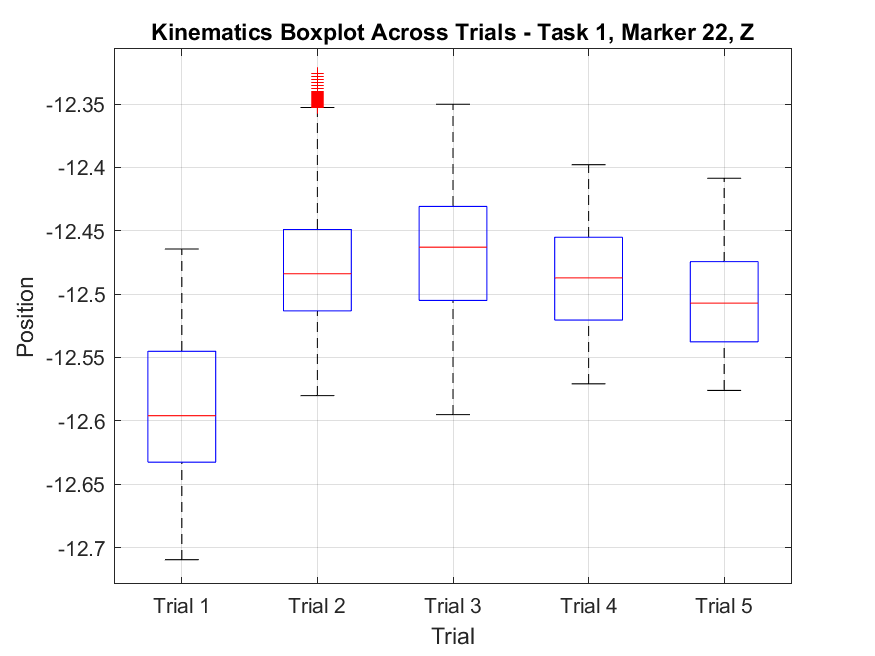 Kinematics Boxplot Across Trials - Task 1, Marker 22, Z
-12.35
-12.4
-12.45
-12.5
-12.55
-12.6
-12.65
-12.7
Position
Trial 1 Trial 2 Trial 3 Trial 4 Trial 5
Trial